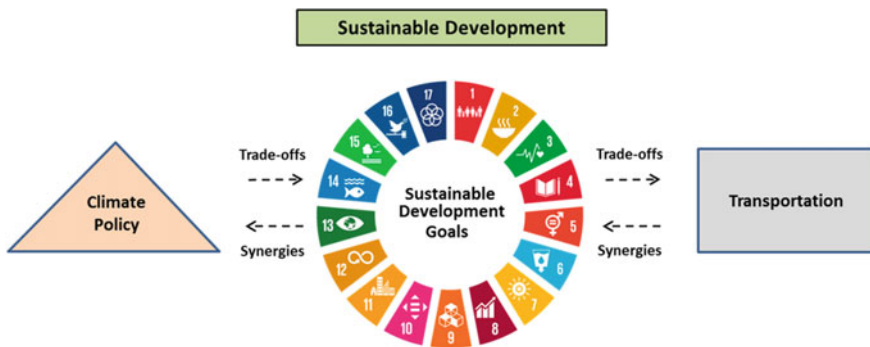 Sustainable Development
17
1
16
2
15
3
Trade-offs
Trade-offs
14
4
Climate
Policy
Sustainable
Development
Goals
Transportation
13
5
Synergies
Synergies
12
6
11
7
10
9
8